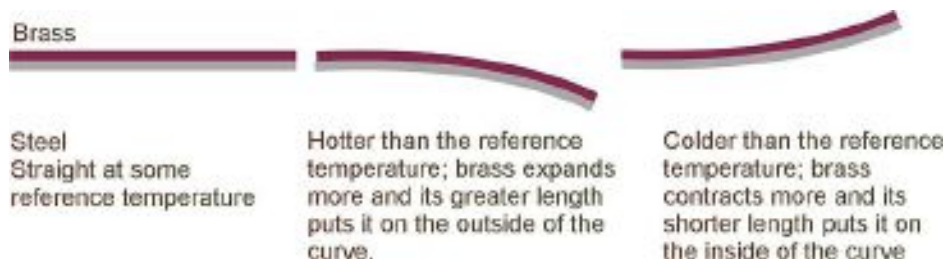 Brass
Steel
Straight at some
reference temperature
Hotter than the reference
temperature; brass expands
more and its greater length
puts it on the outside of the
curve.
Colder than the reference
temperature; brass
contracts more and its
shorter length puts it on
the inside of the curve